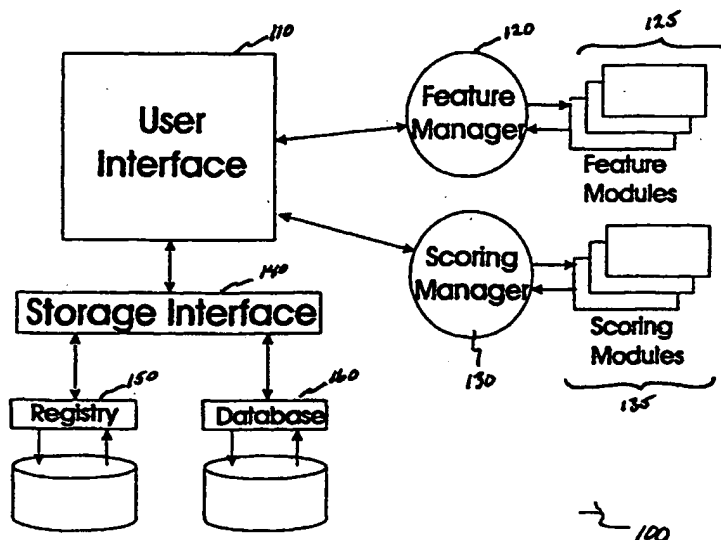 110
120
125
User
Interface
Feature
Manager
Feature
Modules
140
Storage Interface
Scoring
Manager
Scoring
Modules
130
135
150
Registry
160
Database
100